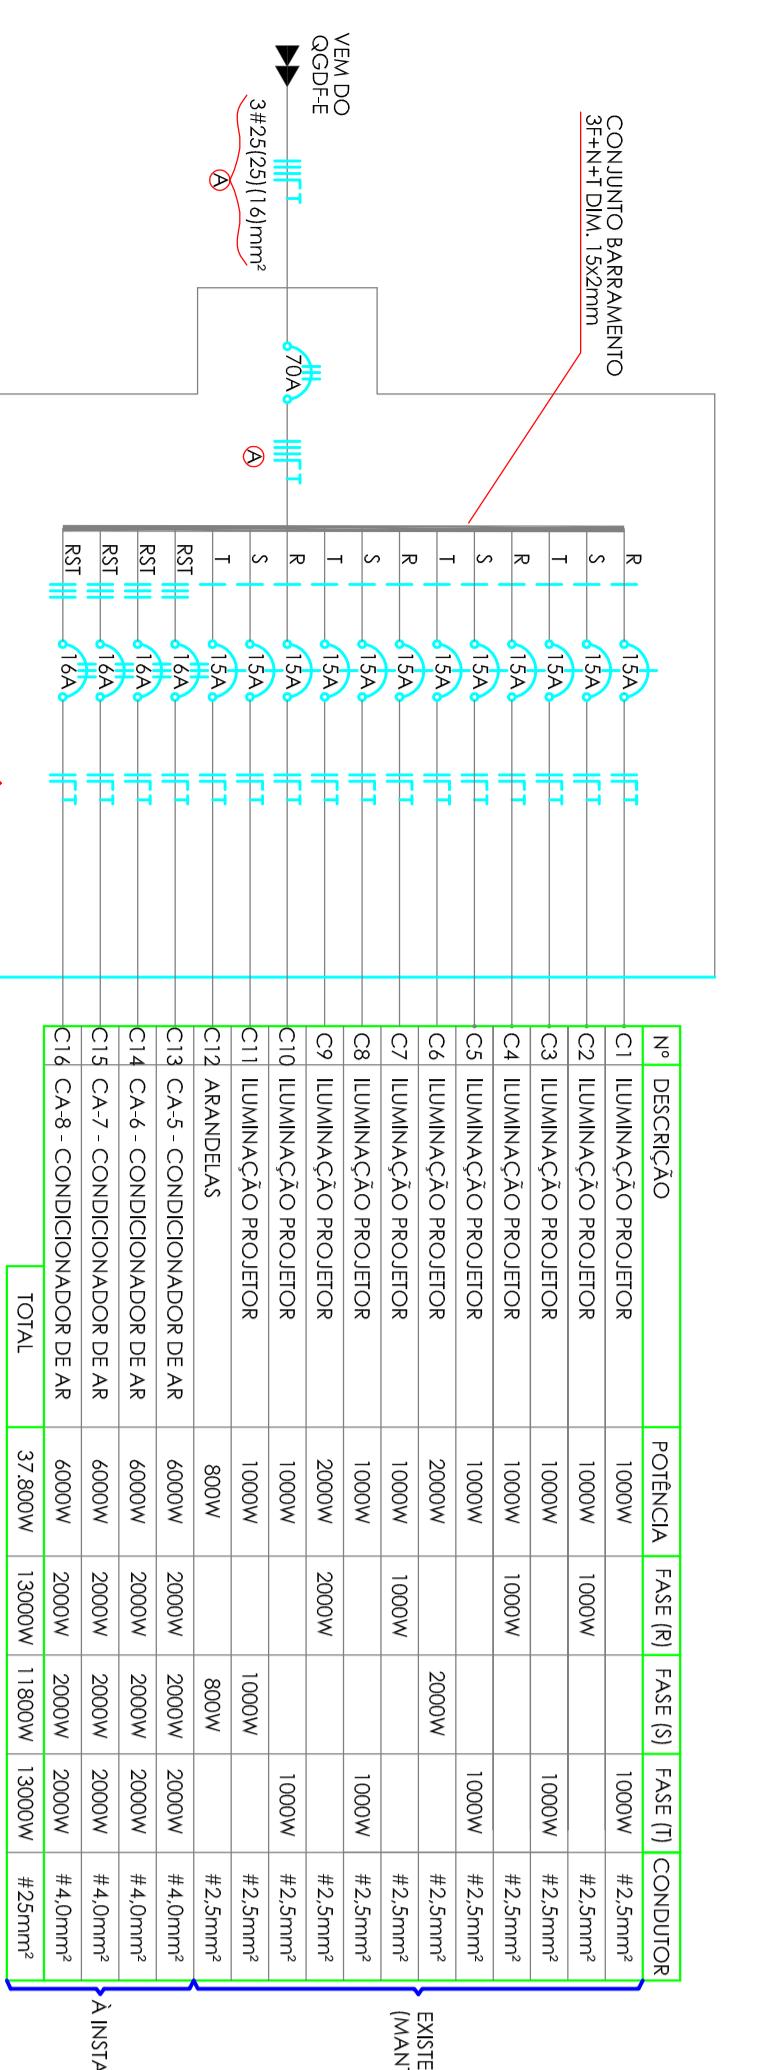 VEM DO
QGDF-E
3#25(25)(16)mm²
A
CONJUNTO BARRAMENTO
3F+N+T DIM. 15x2mm
70A
T
A
T
Nº DESCRIÇÃO POTÊNCIA FASE (R) FASE (S) FASE (T) CONDUTOR
R 15A T C1 ILUMINAÇÃO PROJETOR 1000W 1000W #2,5mm²
S 15A T C2 ILUMINAÇÃO PROJETOR 1000W 1000W #2,5mm²
T 15A T C3 ILUMINAÇÃO PROJETOR 1000W 1000W #2,5mm²
R 15A T C4 ILUMINAÇÃO PROJETOR 1000W 1000W #2,5mm²
S 15A T C5 ILUMINAÇÃO PROJETOR 1000W 1000W #2,5mm²
T 15A T C6 ILUMINAÇÃO PROJETOR 2000W 2000W #2,5mm²
R 15A T C7 ILUMINAÇÃO PROJETOR 1000W 1000W #2,5mm²
S 15A T C8 ILUMINAÇÃO PROJETOR 1000W 1000W #2,5mm²
T 15A T C9 ILUMINAÇÃO PROJETOR 2000W 2000W #2,5mm²
R 15A T C10 ILUMINAÇÃO PROJETOR 1000W 1000W #2,5mm²
S 15A T C11 ILUMINAÇÃO PROJETOR 1000W 1000W #2,5mm²
T 15A T C12 ARANDELAS 800W 800W #2,5mm²
RST 16A T C13 CA-5 - CONDICIONADOR DE AR 6000W 2000W 2000W 2000W #4,0mm²
RST 16A T C14 CA-6 - CONDICIONADOR DE AR 6000W 2000W 2000W 2000W #4,0mm²
RST 16A T C15 CA-7 - CONDICIONADOR DE AR 6000W 2000W 2000W 2000W #4,0mm²
RST 16A T C16 CA-8 - CONDICIONADOR DE AR 6000W 2000W 2000W 2000W #4,0mm²
TOTAL 37.800W 13000W 11800W 13000W #25mm²
EXISTE
(MAN
À INSTA